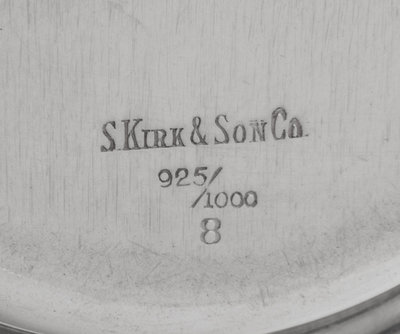 S. KIRK & SON Co.
925/
/1000
8